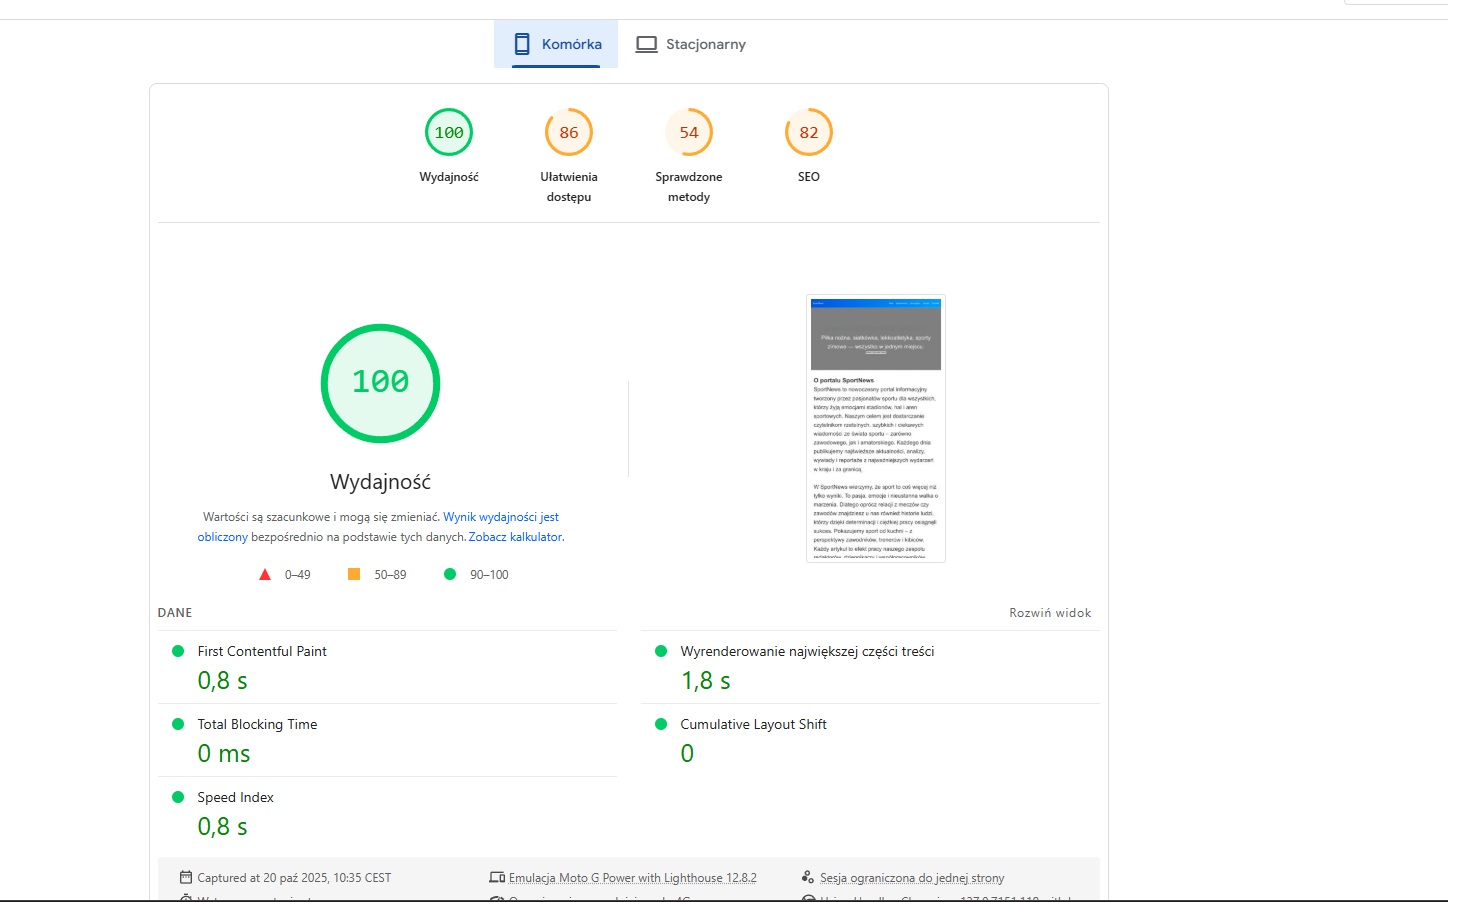 Komórka
Stacjonarny
100
86
54
82
Wydajność
Ułatwienia
dostępu
Sprawdzone
metody
SEO
100
Wydajność
Wartości są szacunkowe i mogą się zmieniać. Wynik wydajności jest
obliczony bezpośrednio na podstawie tych danych. Zobacz kalkulator.
0–49
50–89
90–100
Piłka nożna, siatkówka, lekkoatletyka, sporty
zimowe — wszystko w jednym miejscu.
O portalu SportNews
SportNews to nowoczesny portal informacyjny
tworzony przez pasjonatów sportu dla wszystkich,
którzy żyją emocjami stadionów, hal i aren
sportowych. Naszym celem jest dostarczanie
czytelnikom rzetelnych, szybkich i ciekawych
wiadomości ze świata sportu – zarówno
zawodowego, jak i amatorskiego. Każdego dnia
publikujemy najświeższe aktualności, analizy,
wywiady i reportaże z najważniejszych wydarzeń
w kraju i za granicą.
W SportNews wierzymy, że sport to coś więcej niż
tylko wyniki. To pasja, emocje i nieustanna walka o
marzenia. Dlatego oprócz relacji z meczów czy
zawodów znajdziesz u nas również historie ludzi,
którzy dzięki determinacji i ciężkiej pracy osiągnęli
sukces. Pokazujemy sport od kuchni – z
perspektywy zawodników, trenerów i kibiców.
Każdy artykuł to efekt pracy naszego zespołu
DANE
Rozwiń widok
First Contentful Paint
0,8 s
Wyrenderowanie największej części treści
1,8 s
Total Blocking Time
0 ms
Cumulative Layout Shift
0
Speed Index
0,8 s
Captured at 20 paź 2025, 10:35 CEST
Emulacja Moto G Power with Lighthouse 12.8.2
Sesja ograniczona do jednej strony